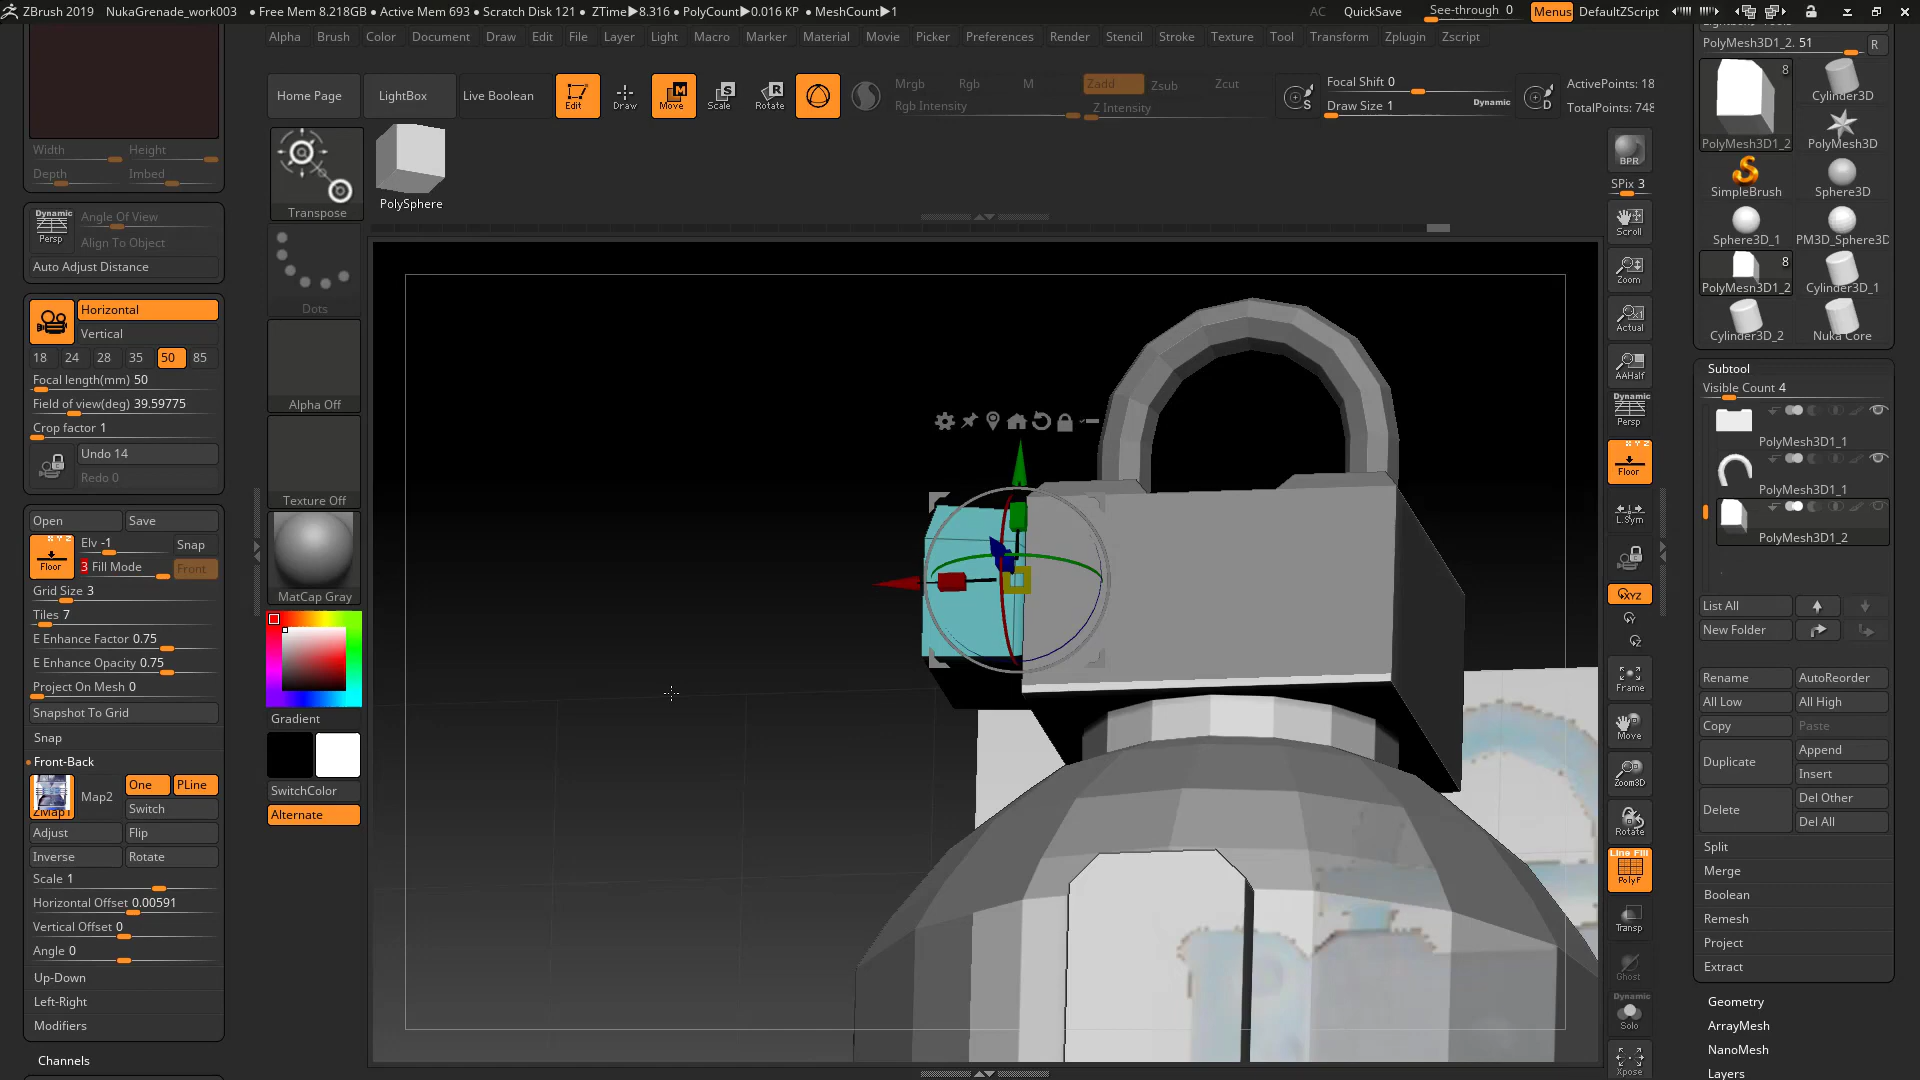 ZBrush 2019 NukaGrenade_work003 • Free Mem 8.218GB • Active Mem 693 • Scratch Disk 121 • ZTime▶8.316 • PolyCount▶0.016 KP • MeshCount▶1 AC QuickSave See-through 0 Menus DefaultZScript
Alpha Brush Color Document Draw Edit File Layer Light Macro Marker Material Movie Picker Preferences Render Stencil Stroke Texture Tool Transform Zplugin Zscript
Home Page LightBox Live Boolean Edit Draw Move Scale Rotate
Mrgb Rgb M Zadd Zsub Zcut
Rgb Intensity Z Intensity
Focal Shift 0
Draw Size 1 Dynamic
ActivePoints: 18
TotalPoints: 748
Width Height
Depth Imbed
Dynamic
Persp
Angle Of View
Align To Object
Auto Adjust Distance
Horizontal
Vertical
18 24 28 35 50 85
Focal length(mm) 50
Field of view(deg) 39.59775
Crop factor 1
Undo 14
Redo 0
Open Save
Floor Elv -1 Snap
3 Fill Mode Front
Grid Size 3
Tiles 7
E Enhance Factor 0.75
E Enhance Opacity 0.75
Project On Mesh 0
Snapshot To Grid
Snap
Front-Back
ZMap1 Map2 One PLine
Switch
Adjust Flip
Inverse Rotate
Scale 1
Horizontal Offset 0.00591
Vertical Offset 0
Angle 0
Up-Down
Left-Right
Modifiers
Channels
Transpose
PolySphere
Dots
Alpha Off
Texture Off
MatCap Gray
Gradient
SwitchColor
Alternate
BPR
SPix 3
Scroll
Zoom
Actual
AAHalf
Dynamic
Persp
X Y Z
Floor
L.Sym
XYZ
Frame
Move
Zoom3D
Rotate
Line Fill
PolyF
Transp
Ghost
Dynamic
Solo
Xpose
PolyMesh3D1_2. 51 R
8
PolyMesh3D1_2
Cylinder3D
PolyMesh3D
SimpleBrush
Sphere3D
Sphere3D_1
PM3D_Sphere3D
8
PolyMesh3D1_2
Cylinder3D_1
Cylinder3D_2
Nuka Core
Subtool
Visible Count 4
PolyMesh3D1_1
PolyMesh3D1_1
PolyMesh3D1_2
List All
New Folder
Rename AutoReorder
All Low All High
Copy Paste
Duplicate Append
Insert
Delete Del Other
Del All
Split
Merge
Boolean
Remesh
Project
Extract
Geometry
ArrayMesh
NanoMesh
Layers